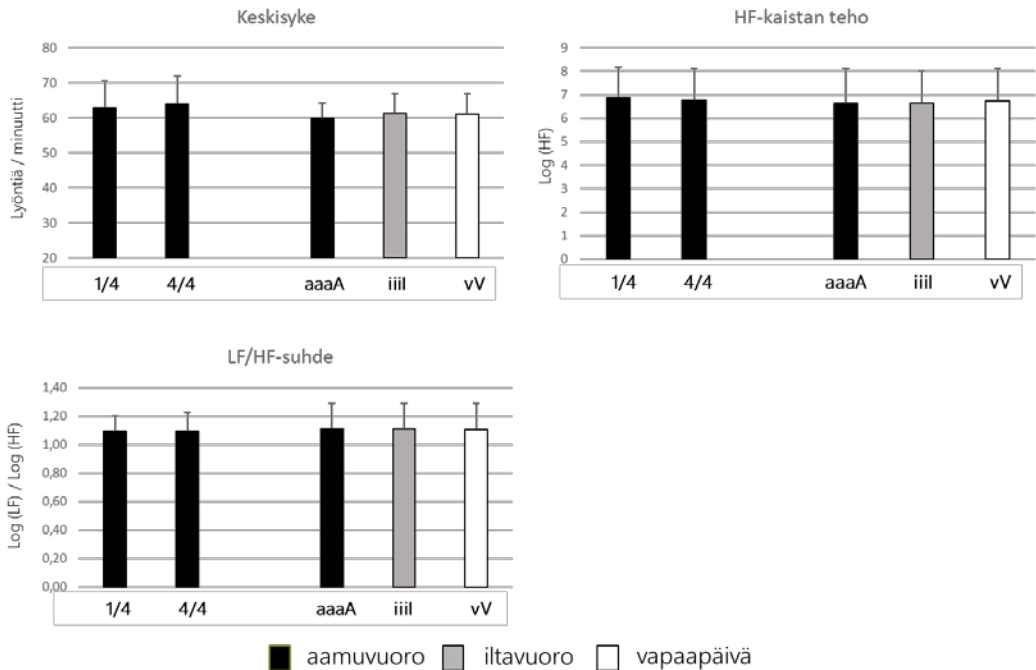 Keskisyke
Lyöntiä / minuutti
80
70
60
50
40
30
20
1/4 4/4 aaaA iiiI vV
HF-kaistan teho
Log (HF)
9
8
7
6
5
4
3
2
1
0
1/4 4/4 aaaA iiiI vV
LF/HF-suhde
Log (LF) / Log (HF)
1,40
1,20
1,00
0,80
0,60
0,40
0,20
0,00
1/4 4/4 aaaA iiiI vV
aamuvuoro iltavuoro vapaapäivä